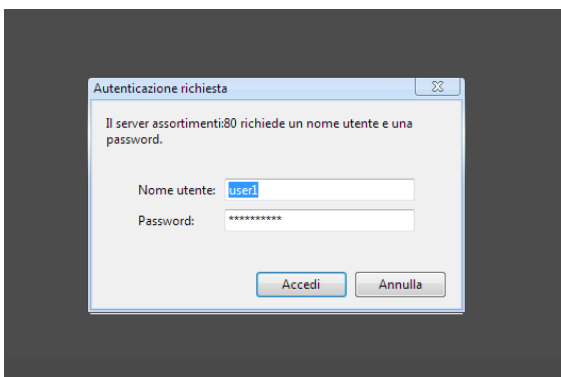 Autenticazione richiesta
Il server assortimenti:80 richiede un nome utente e una
password.
Nome utente: user1
Password: **********
Accedi Annulla